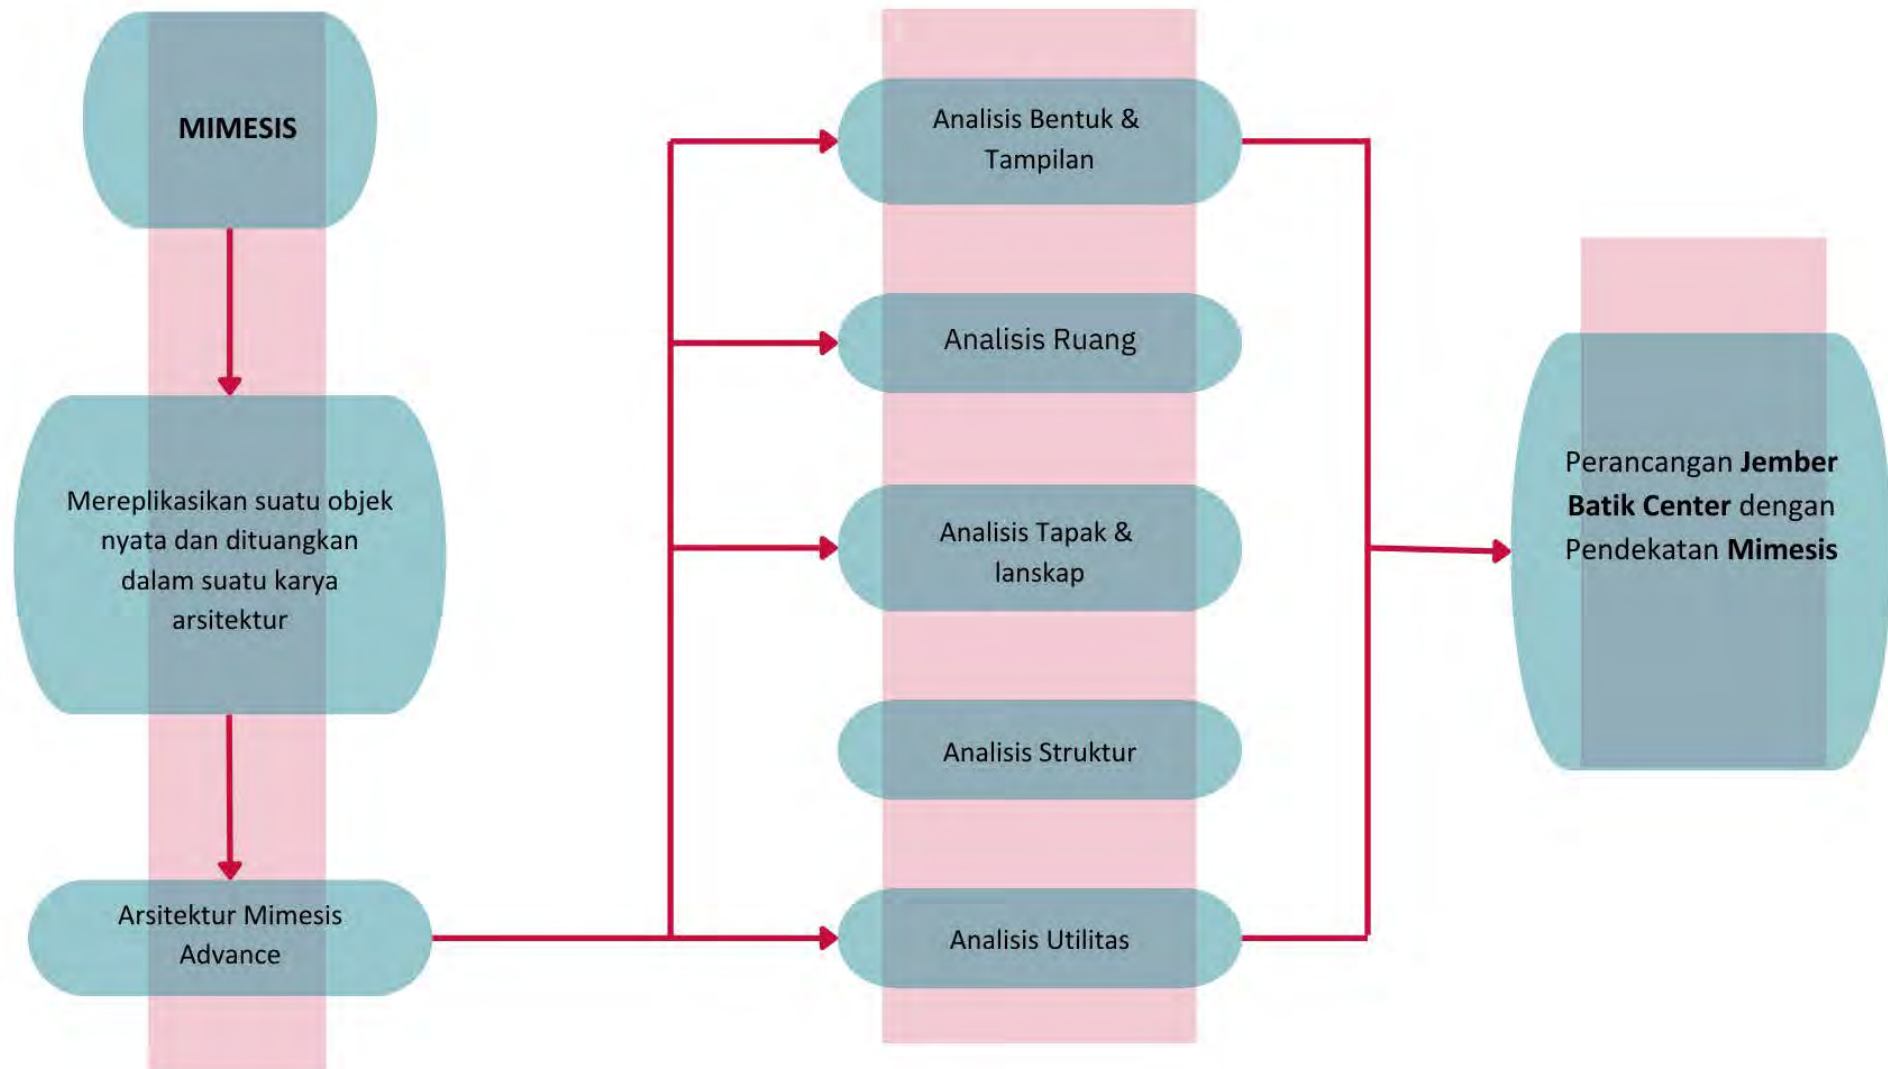 MIMESIS
Mereplikasikan suatu objek
nyata dan dituangkan
dalam suatu karya
arsitektur
Arsitektur Mimesis
Advance
Analisis Bentuk &
Tampilan
Analisis Ruang
Analisis Tapak &
lanskap
Analisis Struktur
Analisis Utilitas
Perancangan Jember
Batik Center dengan
Pendekatan Mimesis